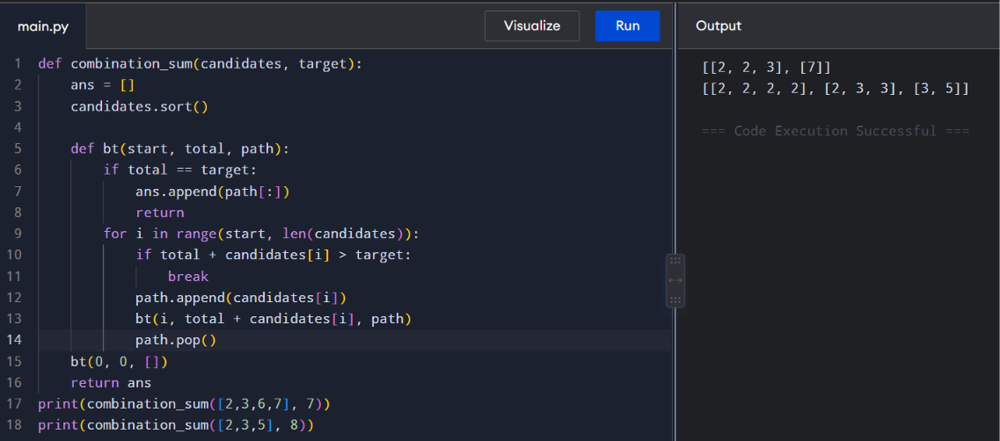 main.py Visualize Run Output
1 def combination_sum(candidates, target):
2     ans = []
3     candidates.sort()
4
5     def bt(start, total, path):
6         if total == target:
7             ans.append(path[:])
8             return
9         for i in range(start, len(candidates)):
10             if total + candidates[i] > target:
11                 break
12             path.append(candidates[i])
13             bt(i, total + candidates[i], path)
14             path.pop()
15     bt(0, 0, [])
16     return ans
17 print(combination_sum([2,3,6,7], 7))
18 print(combination_sum([2,3,5], 8))
[[2, 2, 3], [7]]
[[2, 2, 2, 2], [2, 3, 3], [3, 5]]
=== Code Execution Successful ===